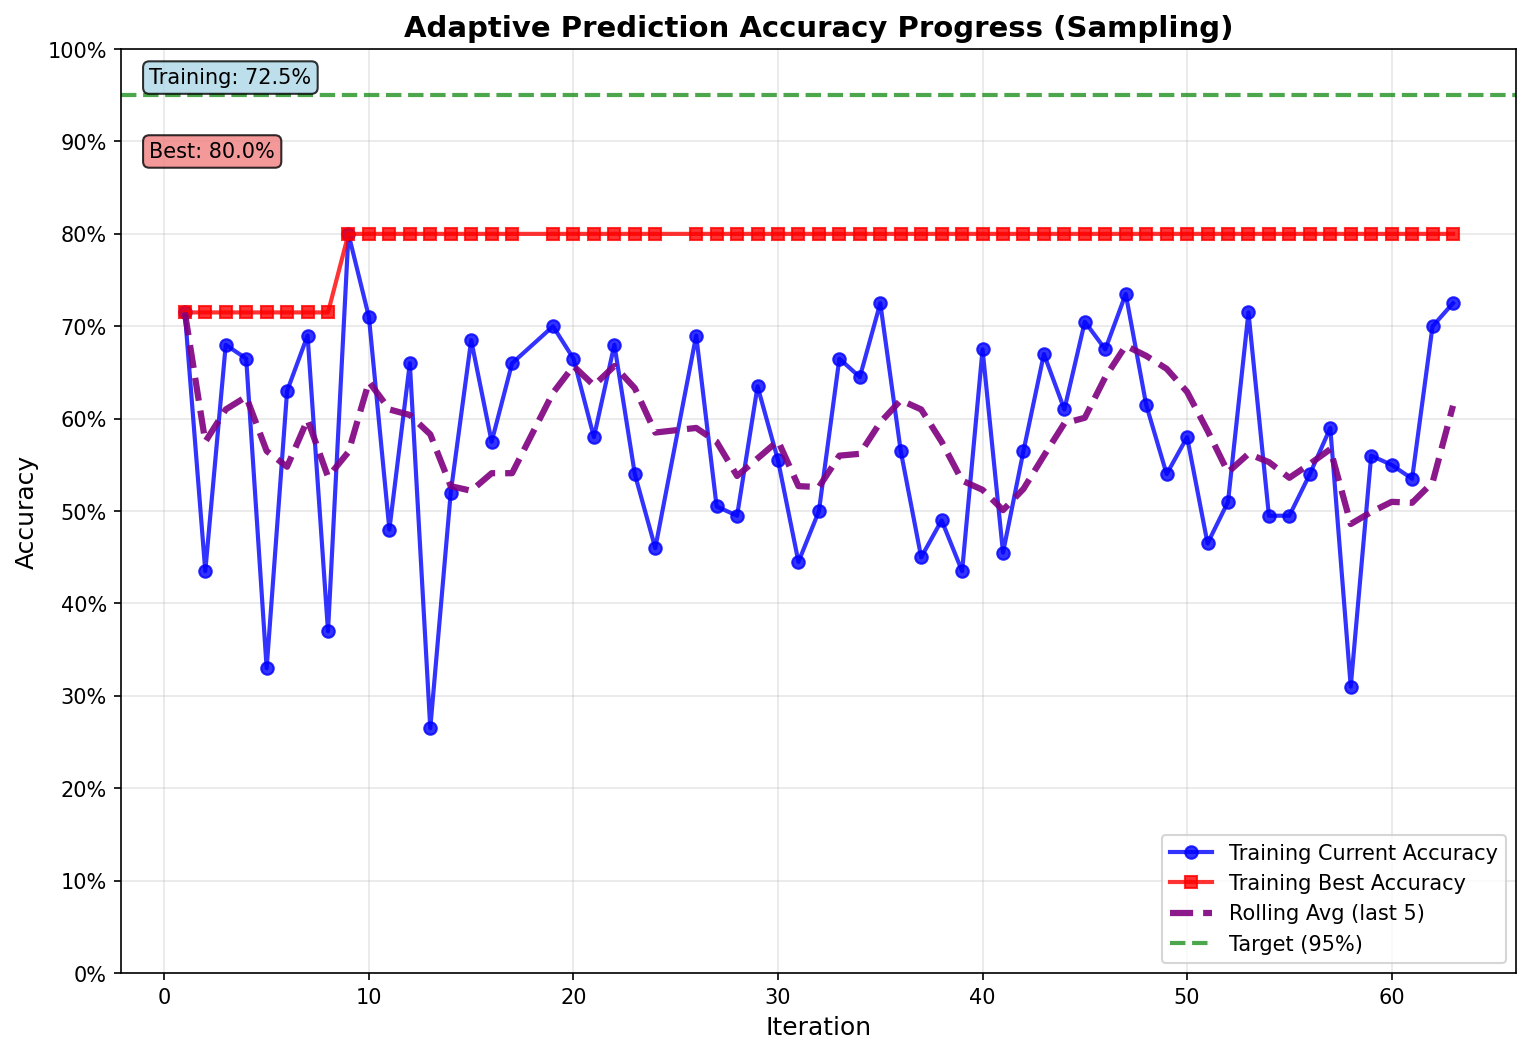 Adaptive Prediction Accuracy Progress (Sampling)
100%
90%
80%
70%
60%
50%
40%
30%
20%
10%
0%
Accuracy
Training: 72.5%
Best: 80.0%
Training Current Accuracy
Training Best Accuracy
Rolling Avg (last 5)
Target (95%)
0 10 20 30 40 50 60
Iteration